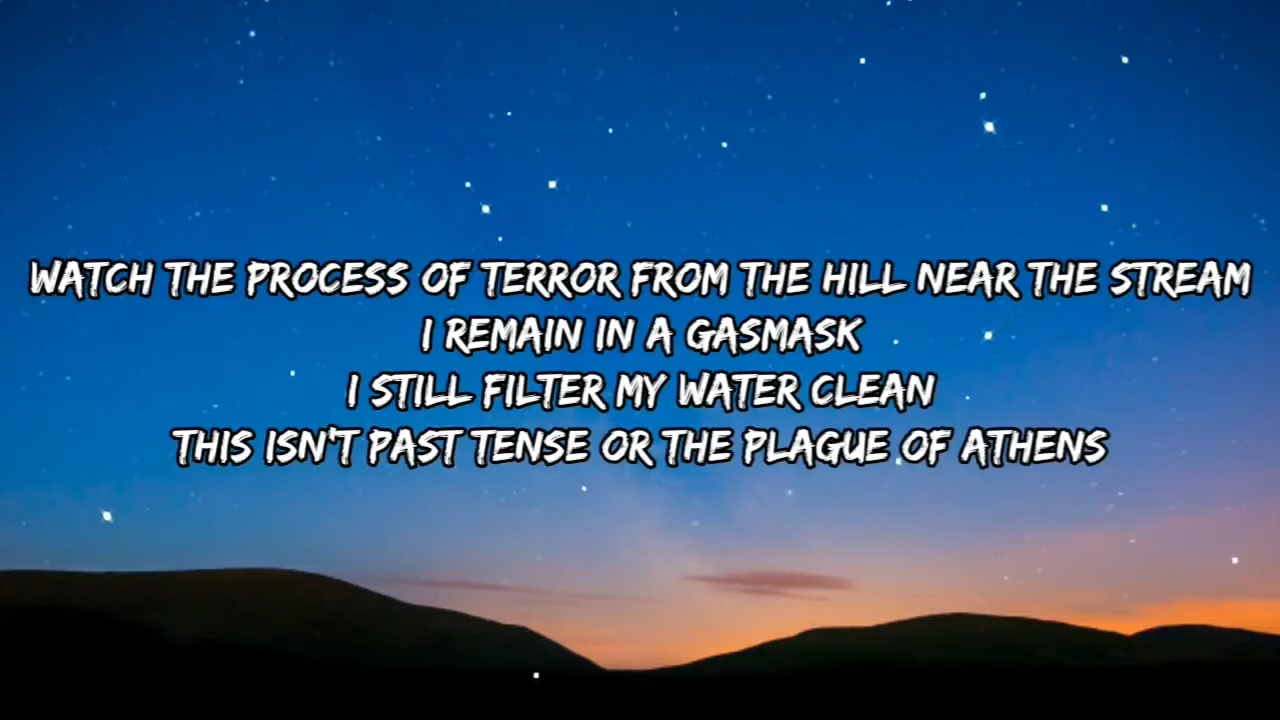 WATCH THE PROCESS OF TERROR FROM THE HILL NEAR THE STREAM
I REMAIN IN A GASMASK
I STILL FILTER MY WATER CLEAN
THIS ISN'T PAST TENSE OR THE PLAGUE OF ATHENS